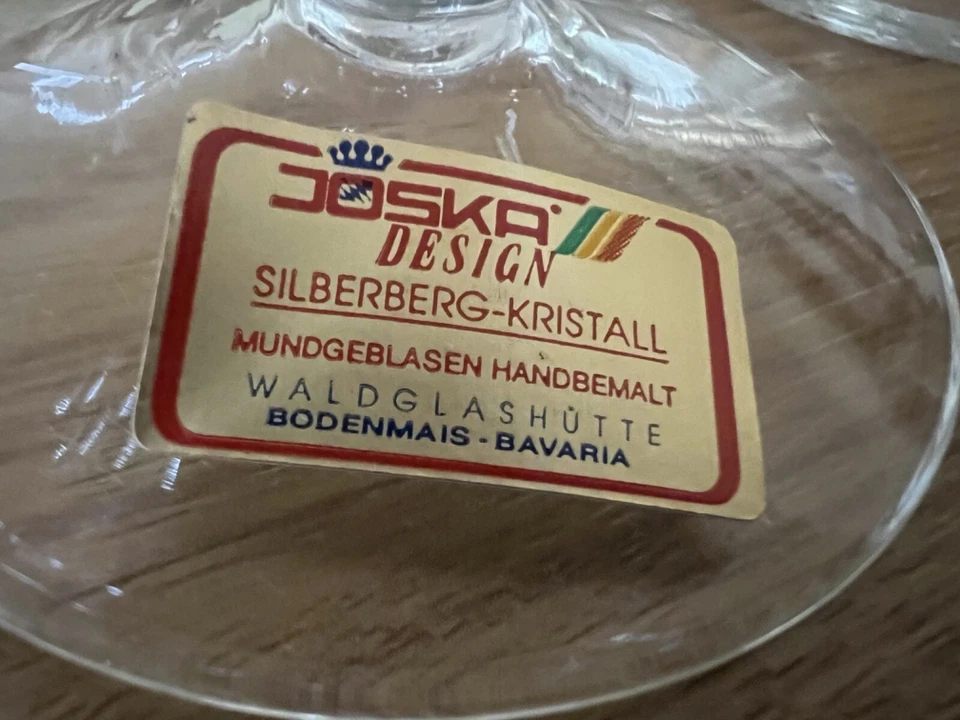 JOSKA
DESIGN
SILBERBERG-KRISTALL
MUNDGEBLASEN HANDBEMALT
WALDGLASHÜTTE
BODENMAIS - BAVARIA